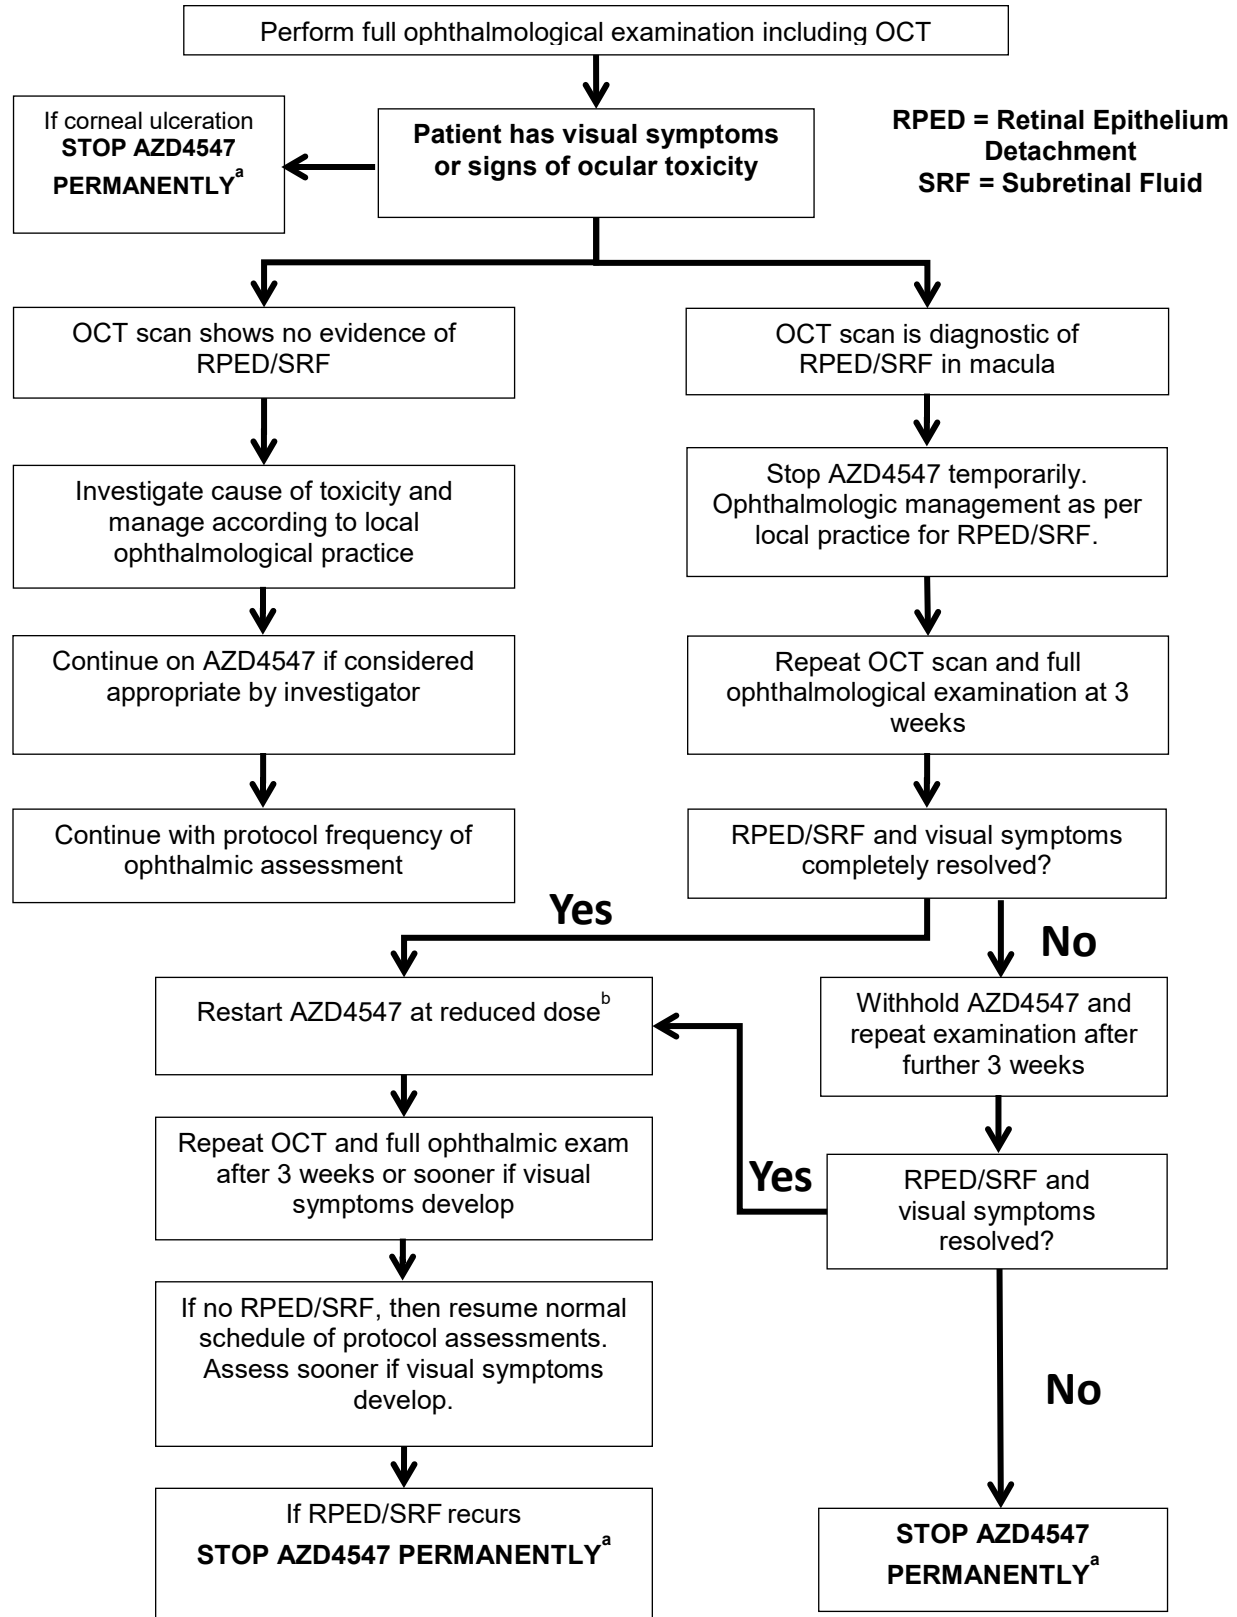 Perform full ophthalmological examination including OCT
If corneal ulceration
STOP AZD4547
PERMANENTLYa
Patient has visual symptoms
or signs of ocular toxicity
RPED = Retinal Epithelium
Detachment
SRF = Subretinal Fluid
OCT scan shows no evidence of
RPED/SRF
OCT scan is diagnostic of
RPED/SRF in macula
Investigate cause of toxicity and
manage according to local
ophthalmological practice
Stop AZD4547 temporarily.
Ophthalmologic management as per
local practice for RPED/SRF.
Continue on AZD4547 if considered
appropriate by investigator
Repeat OCT scan and full
ophthalmological examination at 3
weeks
Continue with protocol frequency of
ophthalmic assessment
RPED/SRF and visual symptoms
completely resolved?
Yes
No
Restart AZD4547 at reduced doseb
Withhold AZD4547 and
repeat examination after
further 3 weeks
Repeat OCT and full ophthalmic exam
after 3 weeks or sooner if visual
symptoms develop
Yes
RPED/SRF and
visual symptoms
resolved?
If no RPED/SRF, then resume normal
schedule of protocol assessments.
Assess sooner if visual symptoms
develop.
No
If RPED/SRF recurs
STOP AZD4547 PERMANENTLYa
STOP AZD4547
PERMANENTLYa